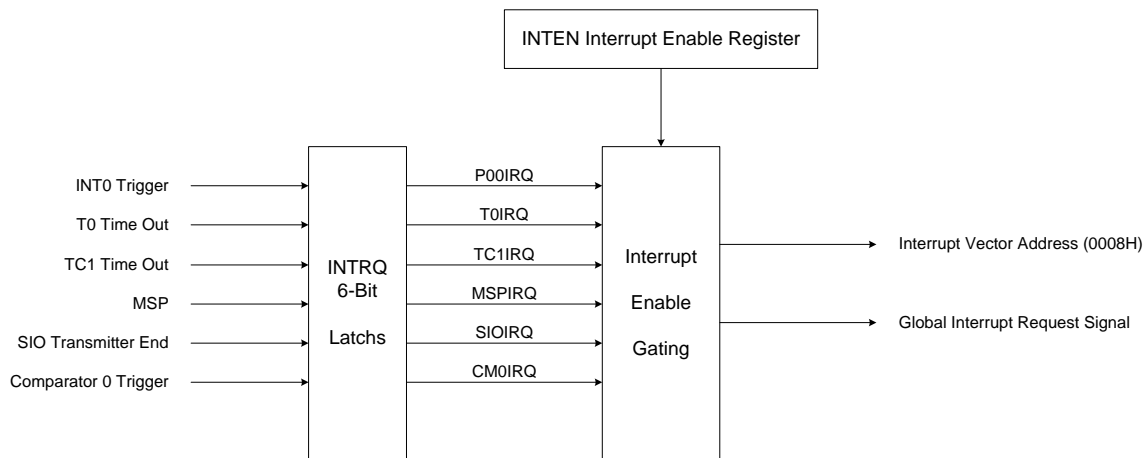 INTEN Interrupt Enable Register
INT0 Trigger
T0 Time Out
TC1 Time Out
MSP
SIO Transmitter End
Comparator 0 Trigger
INTRQ
6-Bit
Latchs
P00IRQ
T0IRQ
TC1IRQ
MSPIRQ
SIOIRQ
CM0IRQ
Interrupt
Enable
Gating
Interrupt Vector Address (0008H)
Global Interrupt Request Signal